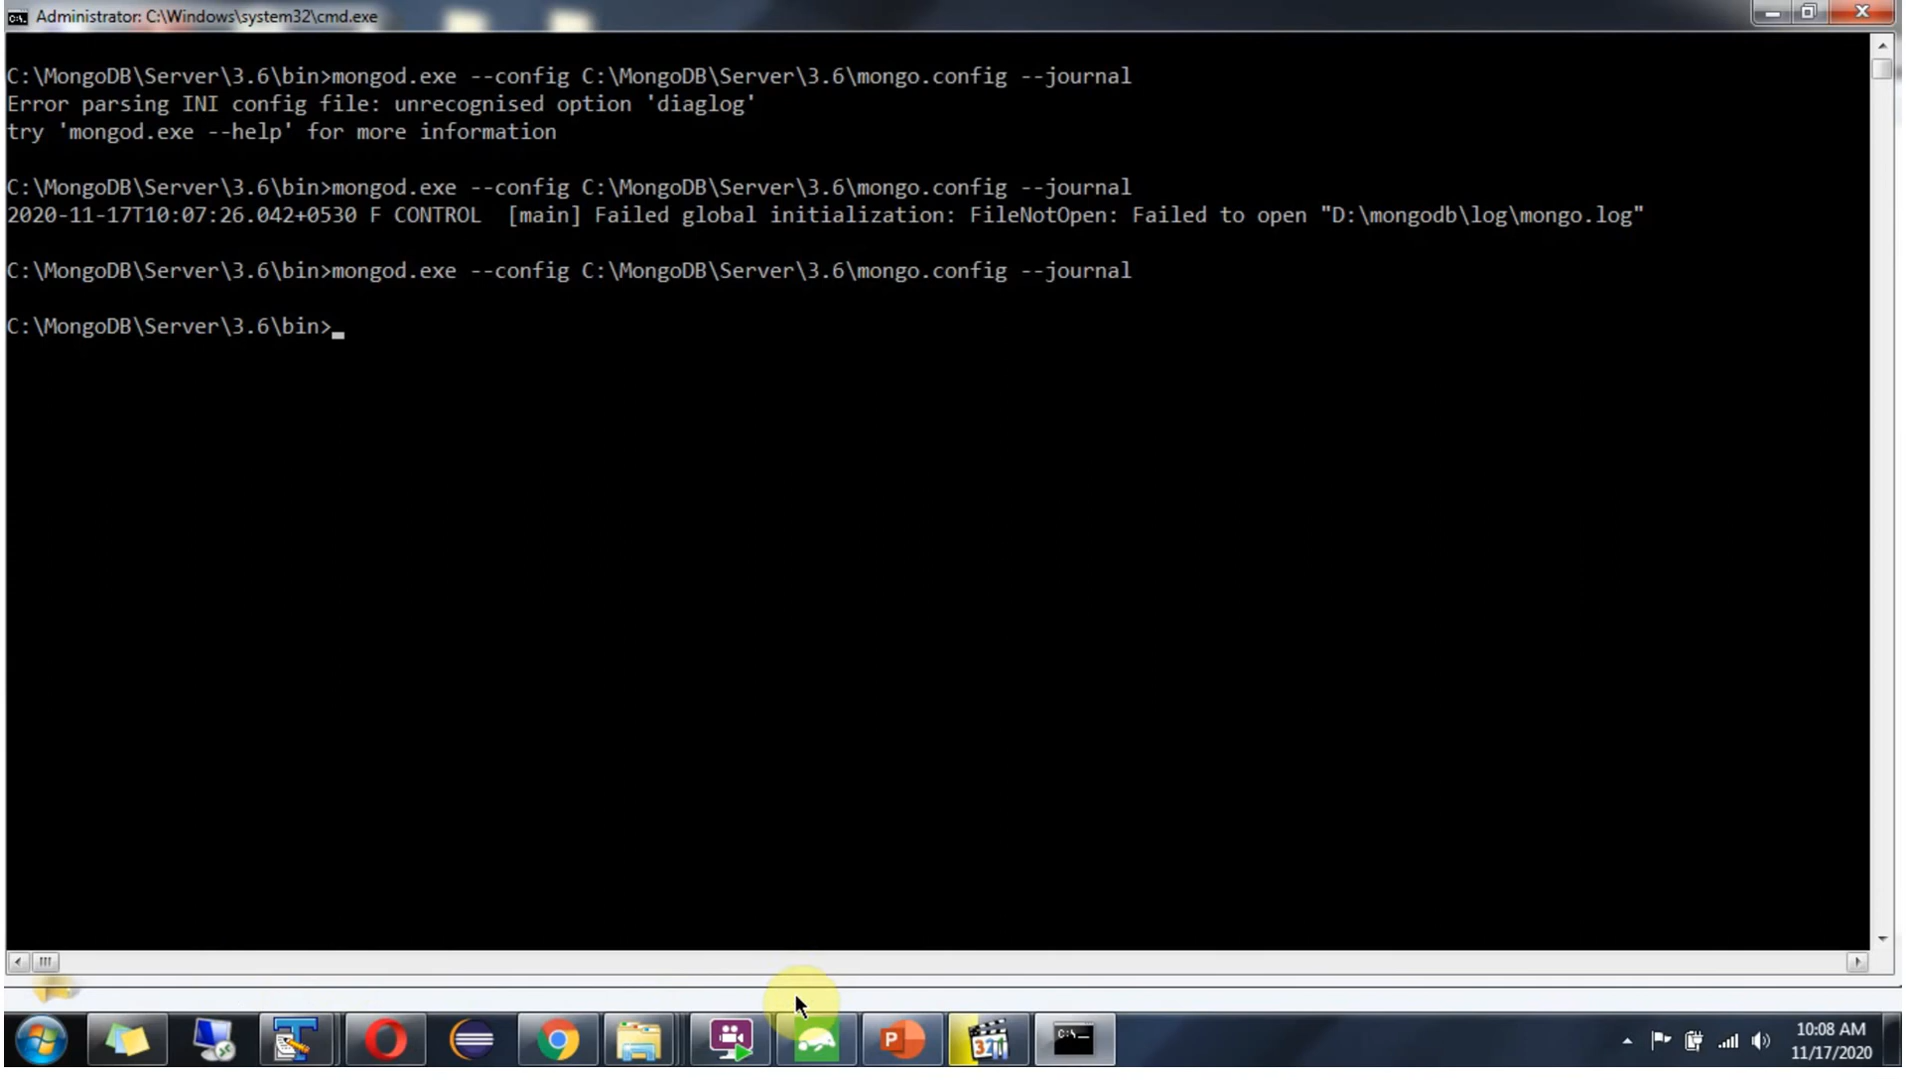 Administrator: C:\Windows\system32\cmd.exe
C:\MongoDB\Server\3.6\bin>mongod.exe --config C:\MongoDB\Server\3.6\mongo.config --journal
Error parsing INI config file: unrecognised option 'diaglog'
try 'mongod.exe --help' for more information
C:\MongoDB\Server\3.6\bin>mongod.exe --config C:\MongoDB\Server\3.6\mongo.config --journal
2020-11-17T10:07:26.042+0530 F CONTROL  [main] Failed global initialization: FileNotOpen: Failed to open "D:\mongodb\log\mongo.log"
C:\MongoDB\Server\3.6\bin>mongod.exe --config C:\MongoDB\Server\3.6\mongo.config --journal
C:\MongoDB\Server\3.6\bin>
10:08 AM
11/17/2020